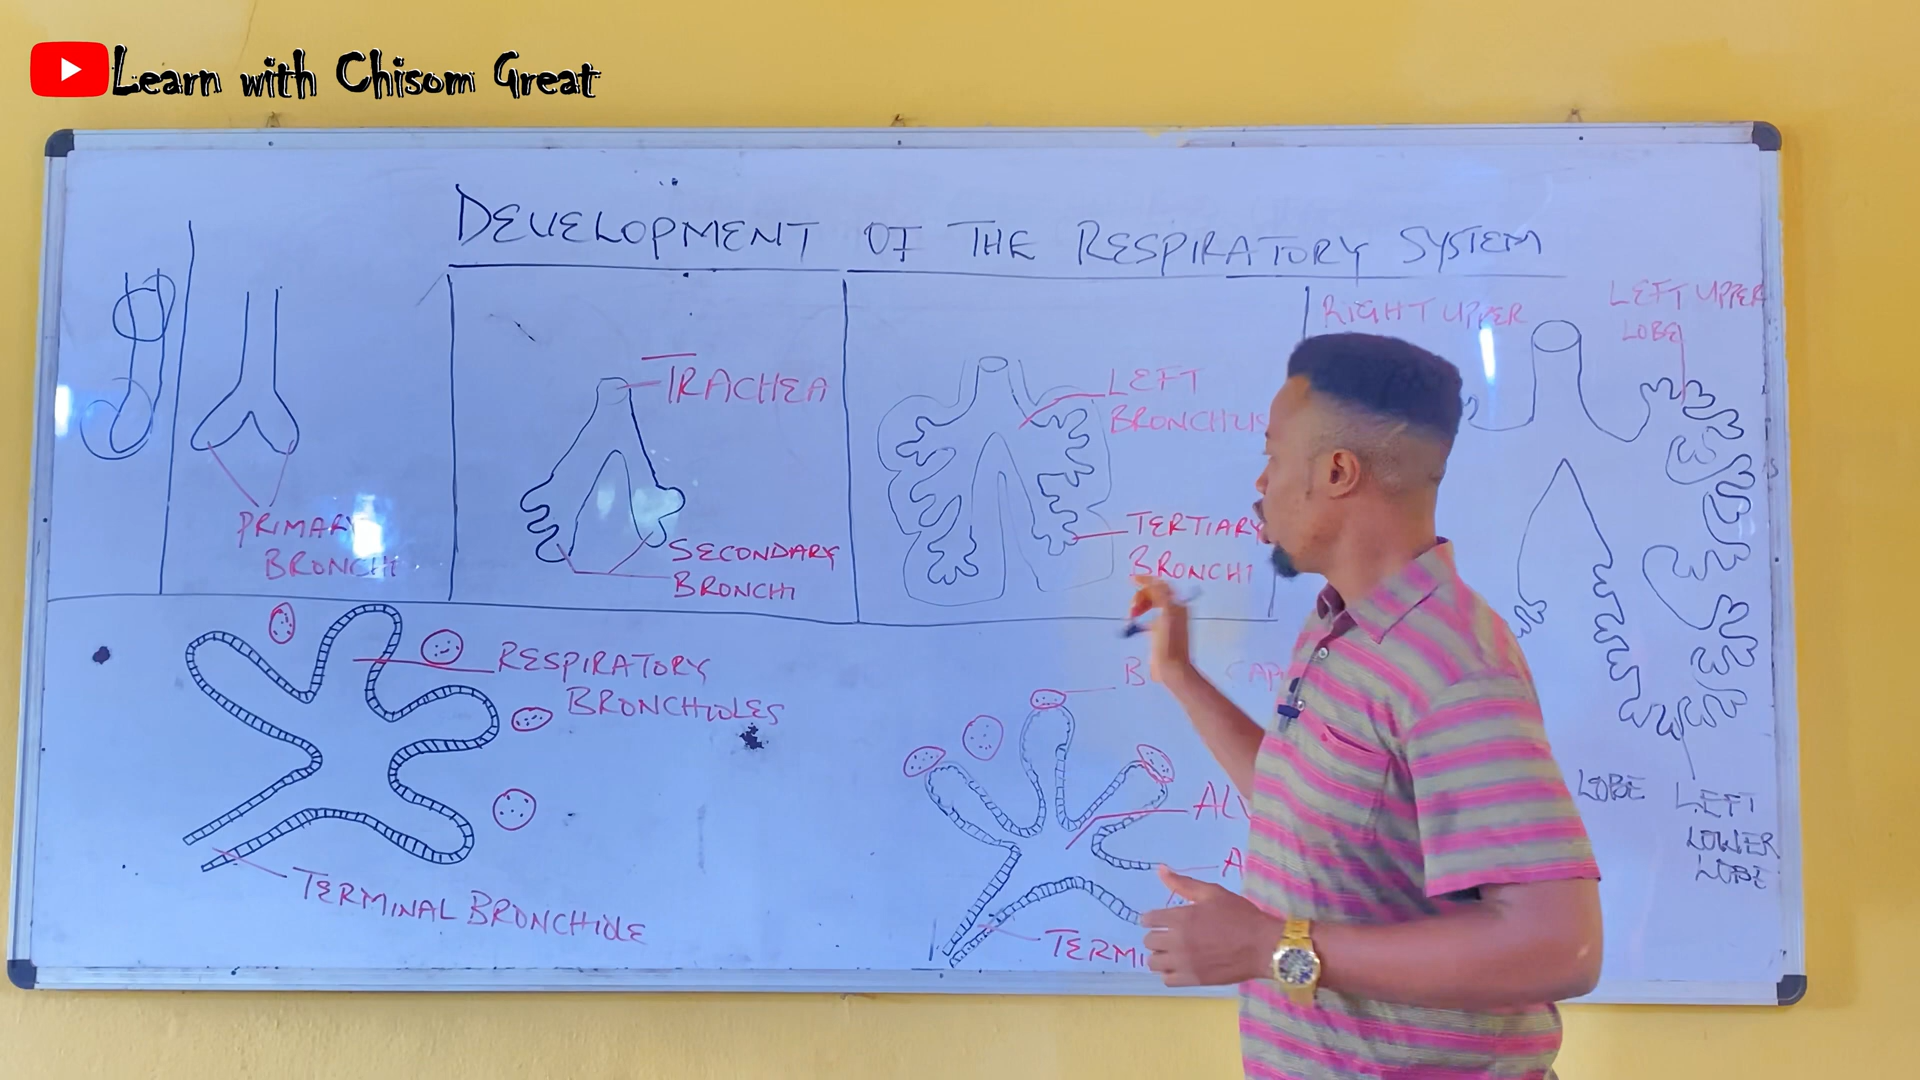 Learn with Chisom Great
DEVELOPMENT OF THE RESPIRATORY SYSTEM
PRIMARY
BRONCHI
TRACHEA
SECONDARY
BRONCHI
LEFT
BRONCHUS
TERTIARY
BRONCHI
RIGHT UPPER
LEFT UPPER
LOBE
RESPIRATORY
BRONCHIOLES
TERMINAL BRONCHIOLE
LOBE
LEFT
LOWER
LOBE